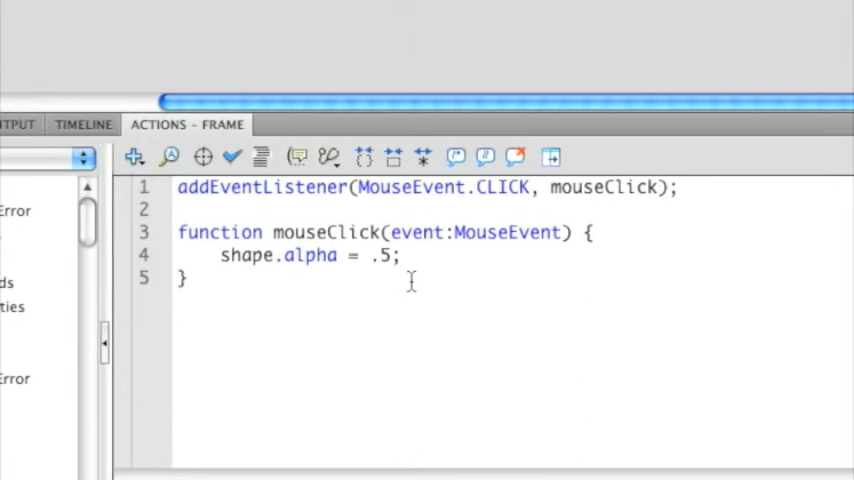 TPUT TIMELINE ACTIONS – FRAME
1 addEventListener(MouseEvent.CLICK, mouseClick);
2
3 function mouseClick(event:MouseEvent) {
4 shape.alpha = .5;
5 }
Error
ds
ties
Error